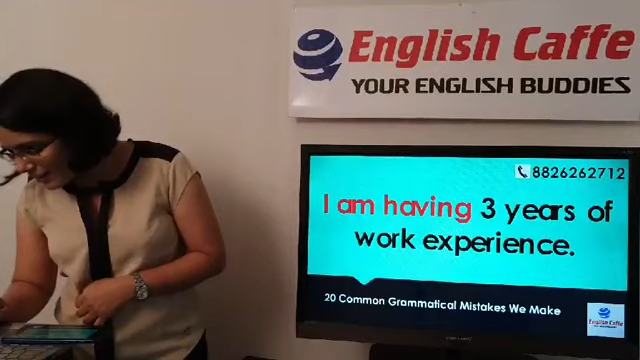 English Caffe
YOUR ENGLISH BUDDIES
8826262712
I am having 3 years of
work experience.
20 Common Grammatical Mistakes We Make
English Caffe